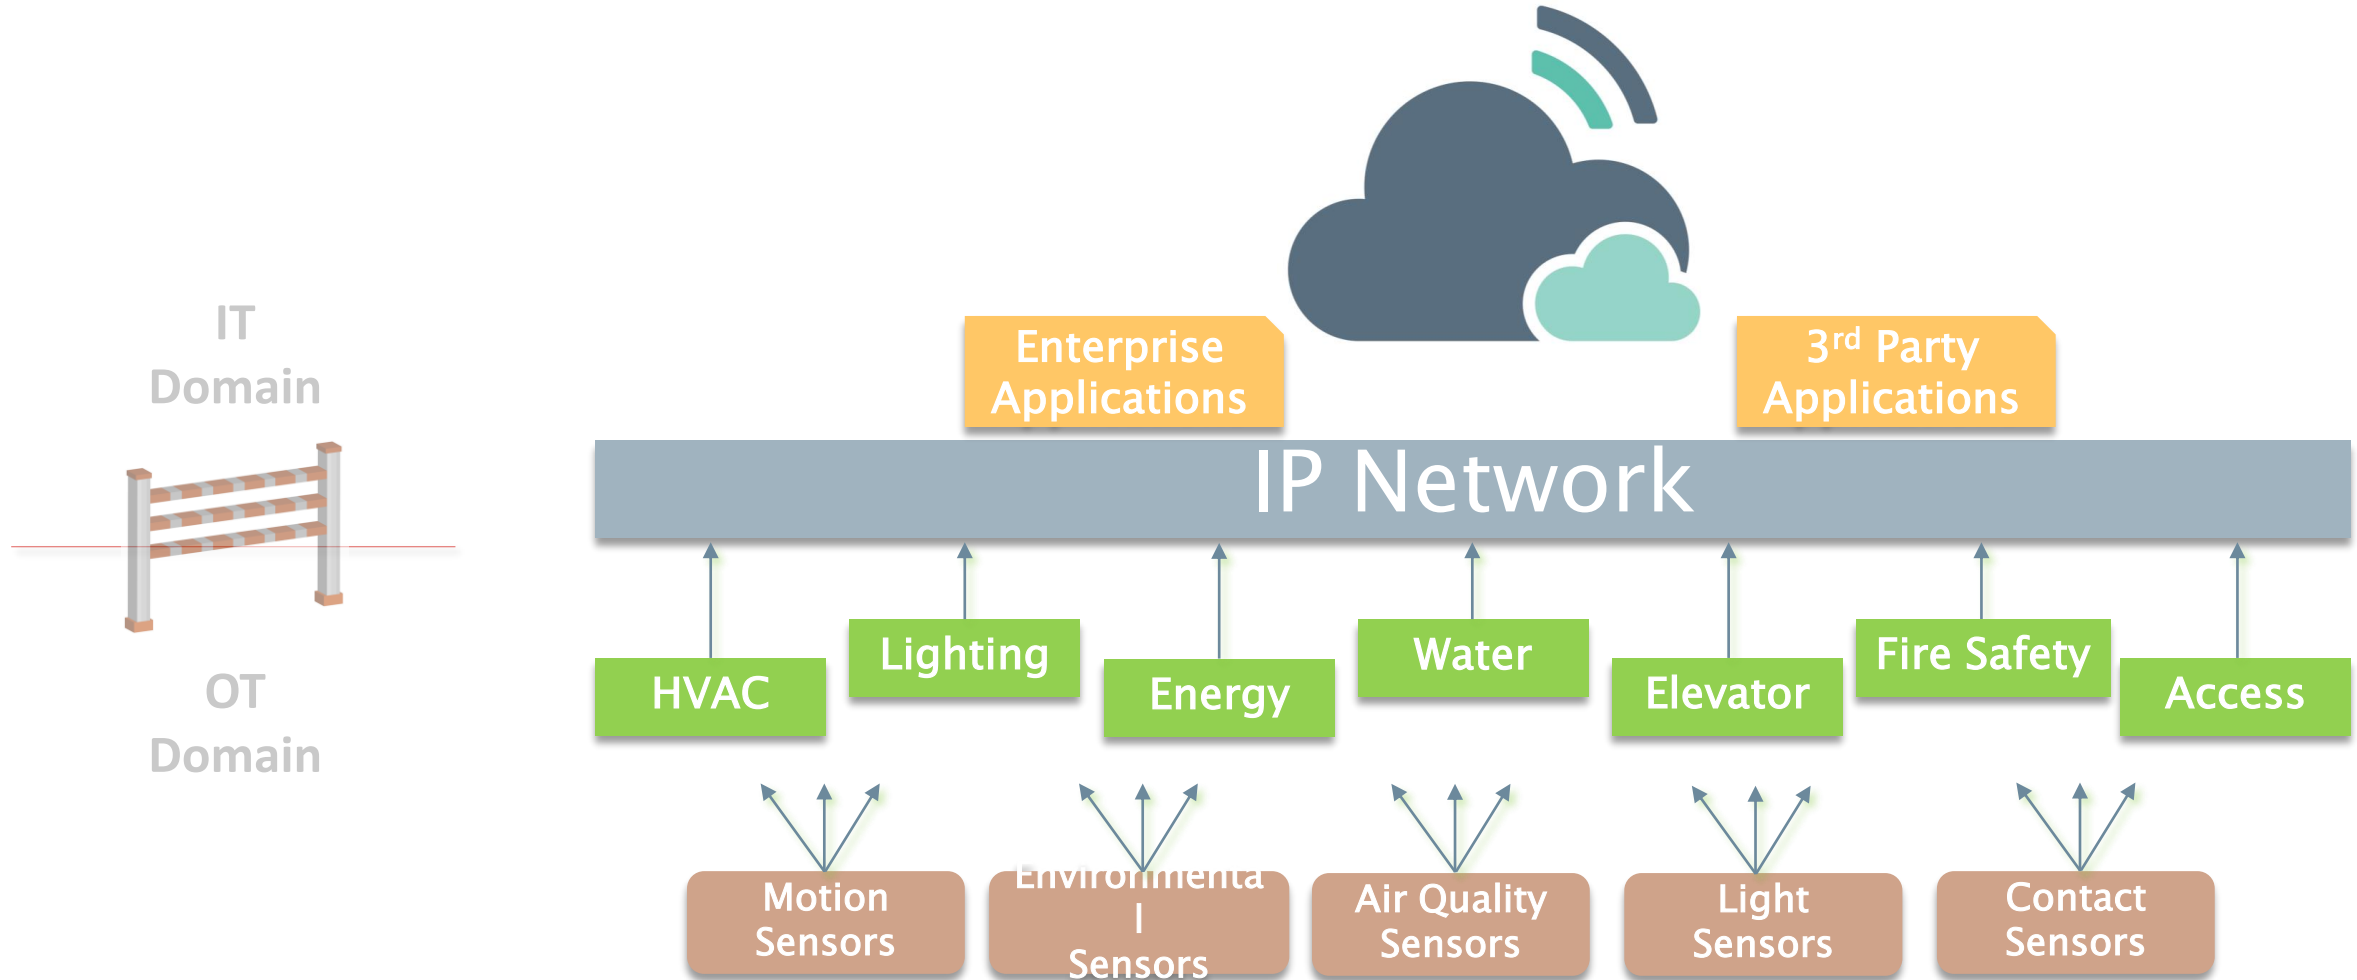 IT
Domain
OT
Domain
Enterprise
Applications
3rd Party
Applications
IP Network
HVAC
Lighting
Energy
Water
Elevator
Fire Safety
Access
Motion
Sensors
Environmenta
l
Sensors
Air Quality
Sensors
Light
Sensors
Contact
Sensors